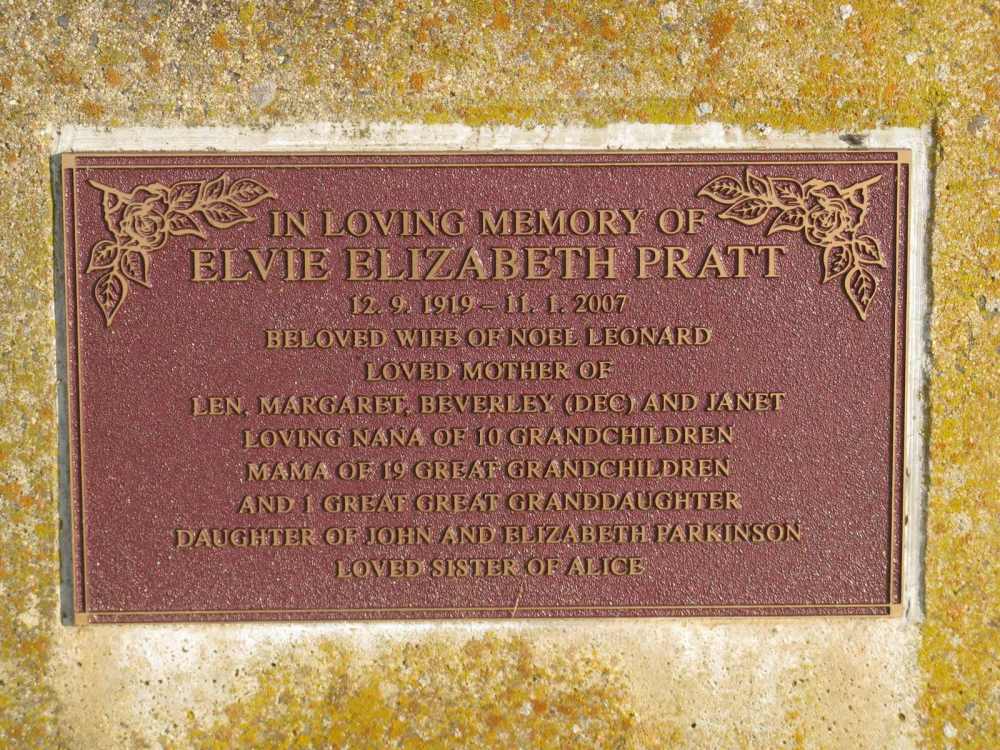 IN LOVING MEMORY OF
ELVIE ELIZABETH PRATT
12. 9. 1919 – 11. 1. 2007
BELOVED WIFE OF NOEL LEONARD
LOVED MOTHER OF
LEN, MARGARET, BEVERLEY (DEC) AND JANET
LOVING NANA OF 10 GRANDCHILDREN
MAMA OF 19 GREAT GRANDCHILDREN
AND 1 GREAT GREAT GRANDDAUGHTER
DAUGHTER OF JOHN AND ELIZABETH PARKINSON
LOVED SISTER OF ALICE